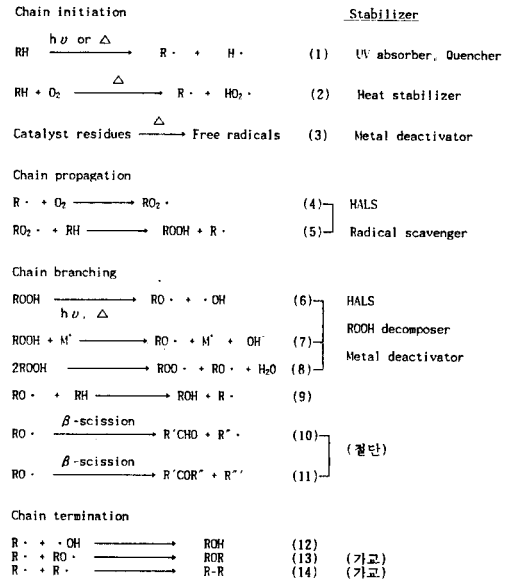 Chain initiation Stabilizer
hυ or △
RH ⟶ R· + H· (1) UV absorber, Quencher
△
RH + O₂ ⟶ R· + HO₂· (2) Heat stabilizer
△
Catalyst residues ⟶ Free radicals (3) Metal deactivator
Chain propagation
R· + O₂ ⟶ RO₂· (4) HALS
RO₂· + RH ⟶ ROOH + R· (5) Radical scavenger
Chain branching
ROOH ⟶ RO· + ·OH (6) HALS
hυ, △
ROOH + M⁺ ⟶ RO· + M⁺ + OH⁻ (7) ROOH decomposer
Metal deactivator
2ROOH ⟶ ROO· + RO· + H₂O (8)
RO· + RH ⟶ ROH + R· (9)
β-scission
RO· ⟶ R′CHO + R″· (10)
(절단)
β-scission
RO· ⟶ R′COR″ + R″′ (11)
Chain termination
R· + ·OH ⟶ ROH (12)
R· + RO· ⟶ ROR (13) (가교)
R· + R· ⟶ R-R (14) (가교)